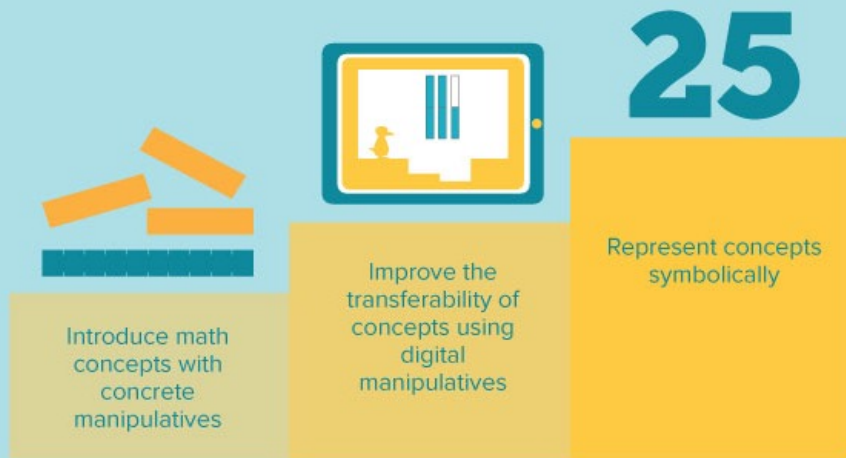 25
Introduce math
concepts with
concrete
manipulatives
Improve the
transferability of
concepts using
digital
manipulatives
Represent concepts
symbolically